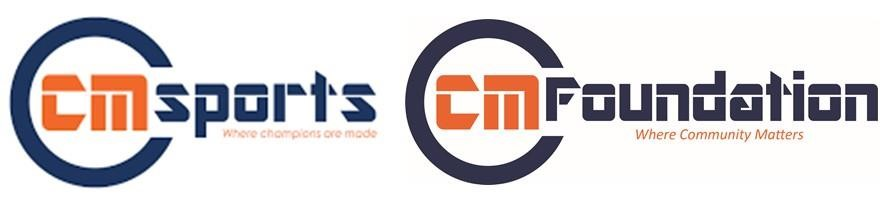 CMsports
Where champions are made
CMFoundation
Where Community Matters